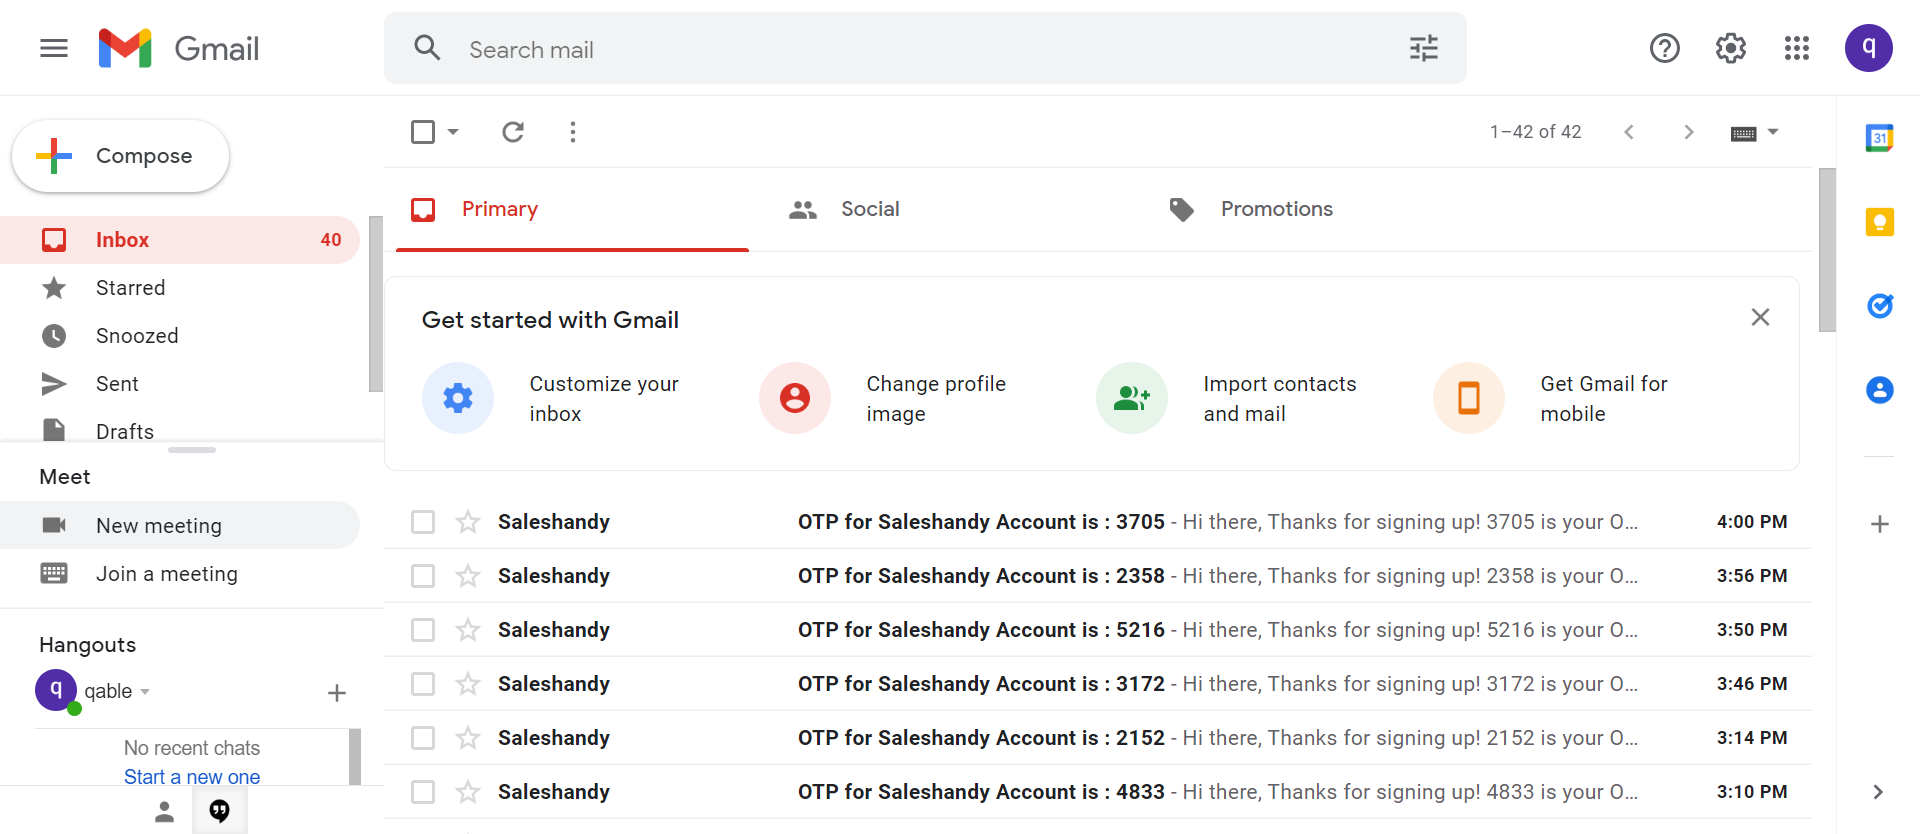 Gmail
Search mail
q
Compose
1–42 of 42
31
Inbox 40
Starred
Snoozed
Sent
Drafts
Primary
Social
Promotions
Get started with Gmail
Customize your
inbox
Change profile
image
Import contacts
and mail
Get Gmail for
mobile
Meet
New meeting
Join a meeting
Hangouts
q
qable
No recent chats
Start a new one
Saleshandy OTP for Saleshandy Account is : 3705 - Hi there, Thanks for signing up! 3705 is your O... 4:00 PM
Saleshandy OTP for Saleshandy Account is : 2358 - Hi there, Thanks for signing up! 2358 is your O... 3:56 PM
Saleshandy OTP for Saleshandy Account is : 5216 - Hi there, Thanks for signing up! 5216 is your O... 3:50 PM
Saleshandy OTP for Saleshandy Account is : 3172 - Hi there, Thanks for signing up! 3172 is your O... 3:46 PM
Saleshandy OTP for Saleshandy Account is : 2152 - Hi there, Thanks for signing up! 2152 is your O... 3:14 PM
Saleshandy OTP for Saleshandy Account is : 4833 - Hi there, Thanks for signing up! 4833 is your O... 3:10 PM